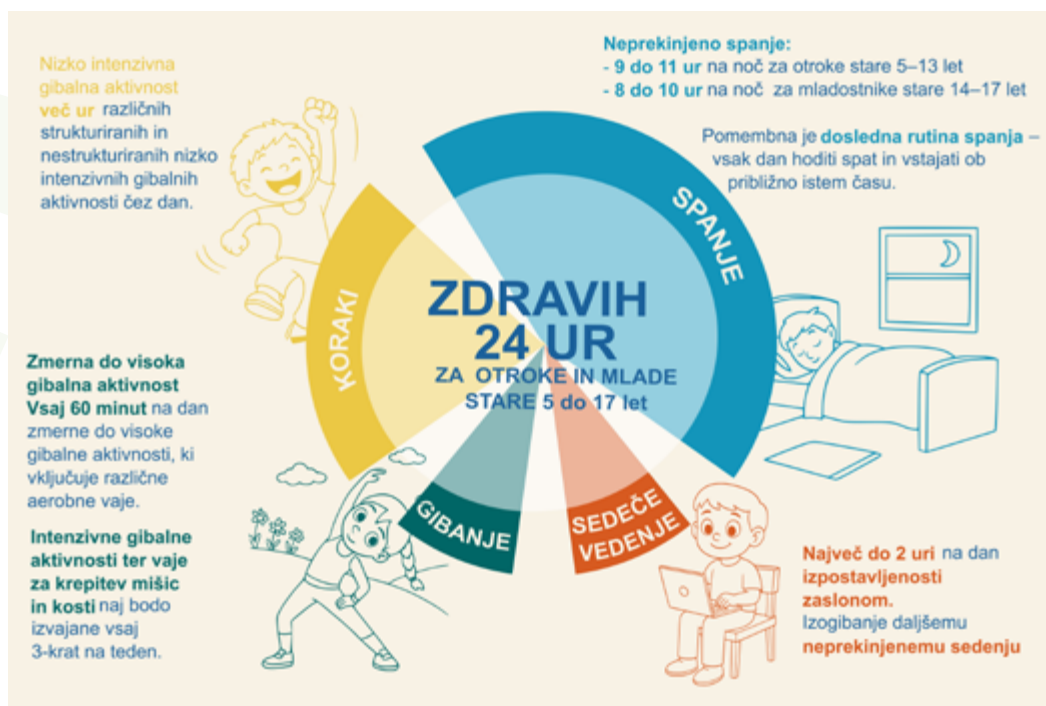 Nizko intenzivna
gibalna aktivnost
več ur različnih
strukturiranih in
nestrukturiranih nizko
intenzivnih gibalnih
aktivnosti čez dan.
Neprekinjeno spanje:
- 9 do 11 ur na noč za otroke stare 5–13 let
- 8 do 10 ur na noč za mladostnike stare 14–17 let
Pomembna je dosledna rutina spanja –
vsak dan hoditi spat in vstajati ob
približno istem času.
SPANJE
KORAKI
ZDRAVIH
24 UR
ZA OTROKE IN MLADE
STARE 5 do 17 let
GIBANJE
SEDEČE
VEDENJE
Zmerna do visoka
gibalna aktivnost
Vsaj 60 minut na dan
zmerne do visoke
gibalne aktivnosti, ki
vključuje različne
aerobne vaje.
Intenzivne gibalne
aktivnosti ter vaje
za krepitev mišic
in kosti naj bodo
izvajane vsaj
3-krat na teden.
Največ do 2 uri na dan
izpostavljenosti
zaslonom.
Izogibanje daljšemu
neprekinjenemu sedenju